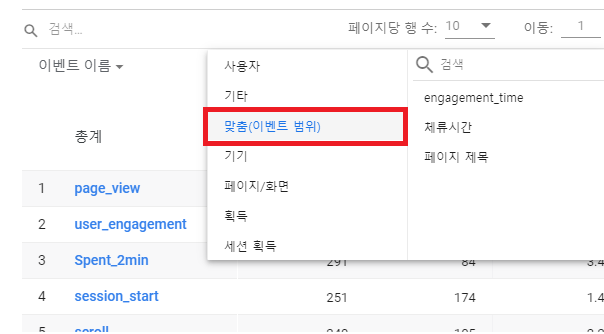 검색...
페이지당 행 수: 10
이동: 1
이벤트 이름
사용자
기타
맞춤(이벤트 범위)
기기
페이지/화면
획득
세션 획득
검색
engagement_time
체류시간
페이지 제목
총계
1 page_view
2 user_engagement
3 Spent_2min 291 84 3.4
4 session_start 251 174 1.4
scroll